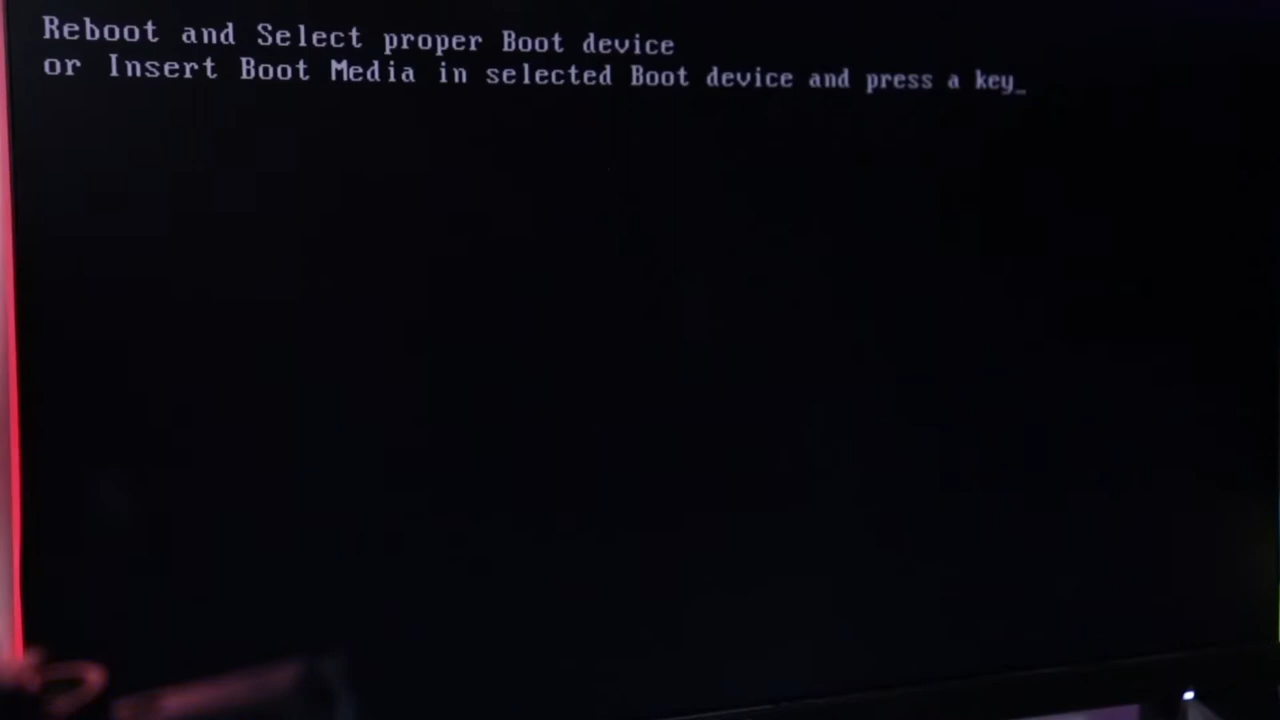 Reboot and Select proper Boot device
or Insert Boot Media in selected Boot device and press a key_